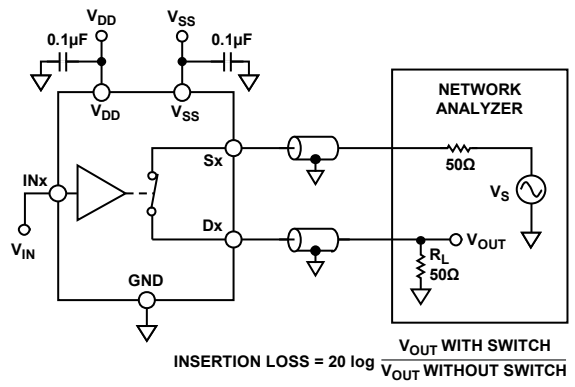 VDD
VSS
0.1µF
0.1µF
VDD
VSS
NETWORK
ANALYZER
Sx
50Ω
VS
INx
Dx
VOUT
VIN
RL
50Ω
GND
INSERTION LOSS = 20 log VOUT WITH SWITCH
VOUT WITHOUT SWITCH